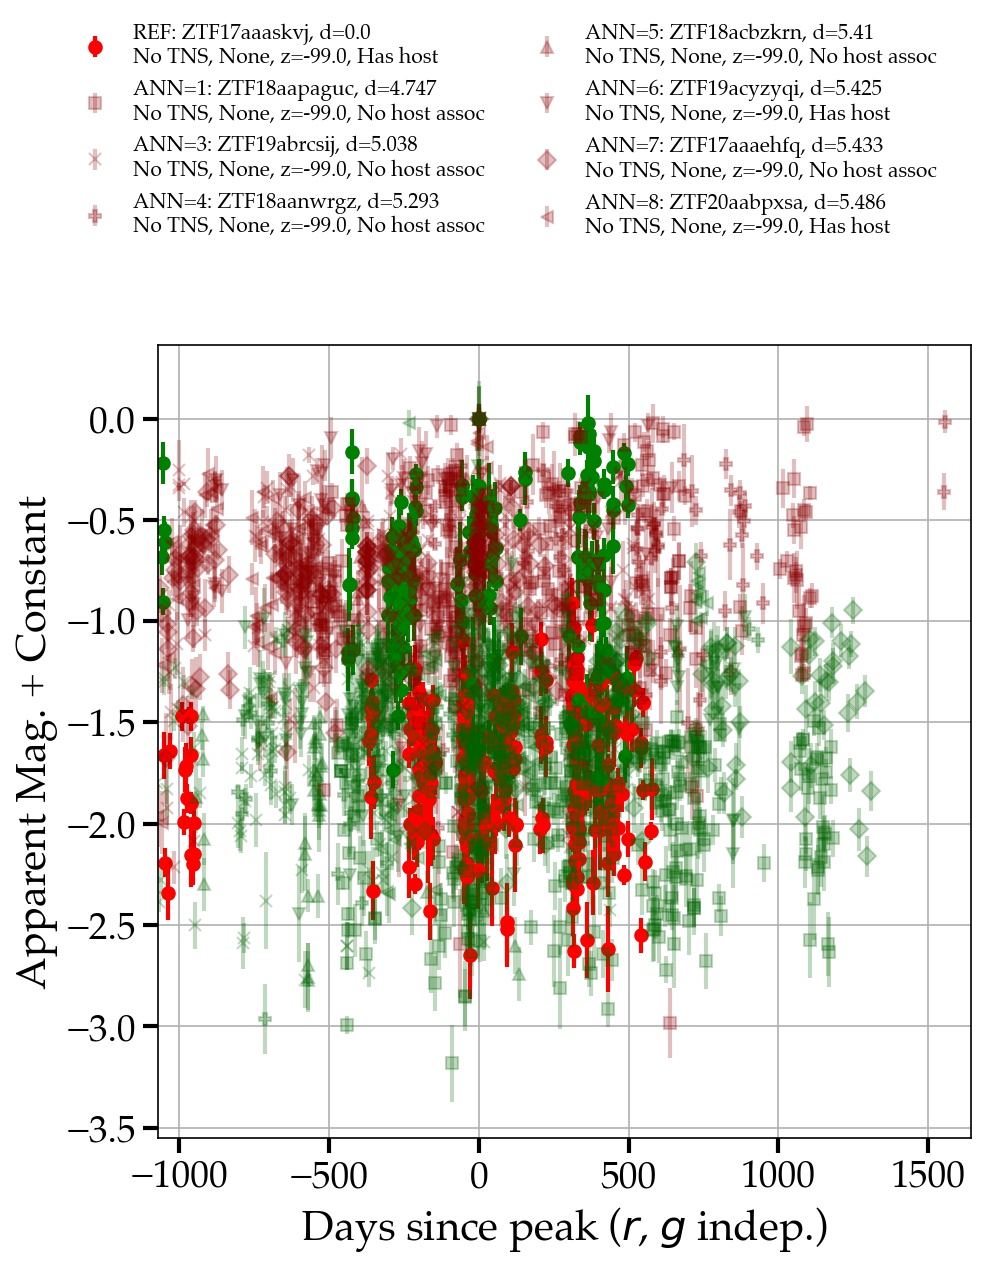 REF: ZTF17aaaskvj, d=0.0
No TNS, None, z=-99.0, Has host
ANN=1: ZTF18aapaguc, d=4.747
No TNS, None, z=-99.0, No host assoc
ANN=3: ZTF19abrcsij, d=5.038
No TNS, None, z=-99.0, No host assoc
ANN=4: ZTF18aanwrgz, d=5.293
No TNS, None, z=-99.0, No host assoc
ANN=5: ZTF18acbzkrn, d=5.41
No TNS, None, z=-99.0, No host assoc
ANN=6: ZTF19acyzyqi, d=5.425
No TNS, None, z=-99.0, Has host
ANN=7: ZTF17aaaehfq, d=5.433
No TNS, None, z=-99.0, No host assoc
ANN=8: ZTF20aabpxsa, d=5.486
No TNS, None, z=-99.0, Has host
Apparent Mag. + Constant
0.0
−0.5
−1.0
−1.5
−2.0
−2.5
−3.0
−3.5
−1000
−500
0
500
1000
1500
Days since peak (r, g indep.)